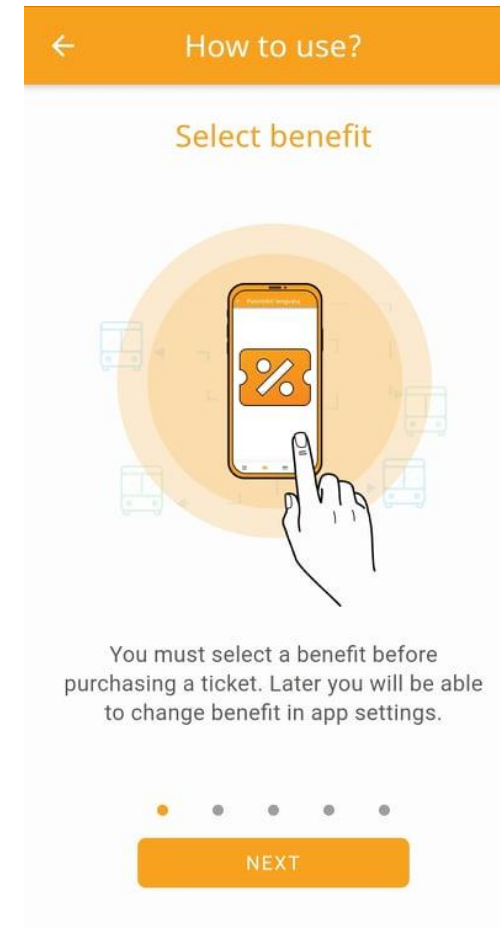 How to use?
Select benefit
You must select a benefit before
purchasing a ticket. Later you will be able
to change benefit in app settings.
NEXT